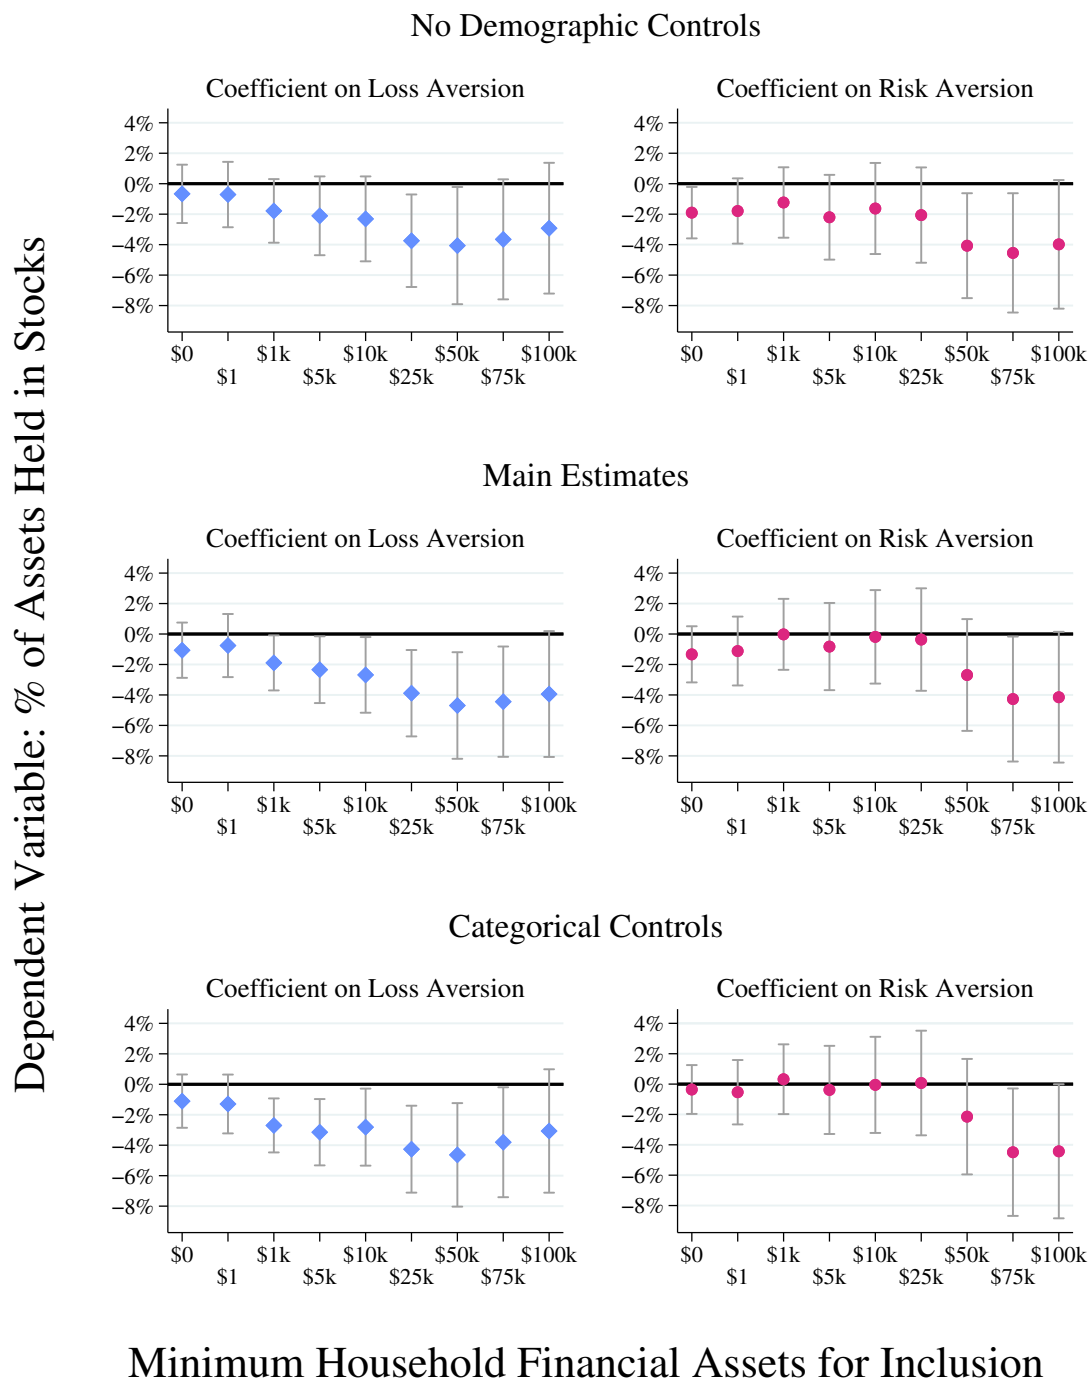 No Demographic Controls
Coefficient on Loss Aversion
4%
2%
0%
−2%
−4%
−6%
−8%
$0
$1
$1k
$5k
$10k
$25k
$50k
$75k
$100k
Coefficient on Risk Aversion
4%
2%
0%
−2%
−4%
−6%
−8%
$0
$1
$1k
$5k
$10k
$25k
$50k
$75k
$100k
Main Estimates
Coefficient on Loss Aversion
4%
2%
0%
−2%
−4%
−6%
−8%
$0
$1
$1k
$5k
$10k
$25k
$50k
$75k
$100k
Coefficient on Risk Aversion
4%
2%
0%
−2%
−4%
−6%
−8%
$0
$1
$1k
$5k
$10k
$25k
$50k
$75k
$100k
Categorical Controls
Coefficient on Loss Aversion
4%
2%
0%
−2%
−4%
−6%
−8%
$0
$1
$1k
$5k
$10k
$25k
$50k
$75k
$100k
Coefficient on Risk Aversion
4%
2%
0%
−2%
−4%
−6%
−8%
$0
$1
$1k
$5k
$10k
$25k
$50k
$75k
$100k
Dependent Variable: % of Assets Held in Stocks
Minimum Household Financial Assets for Inclusion